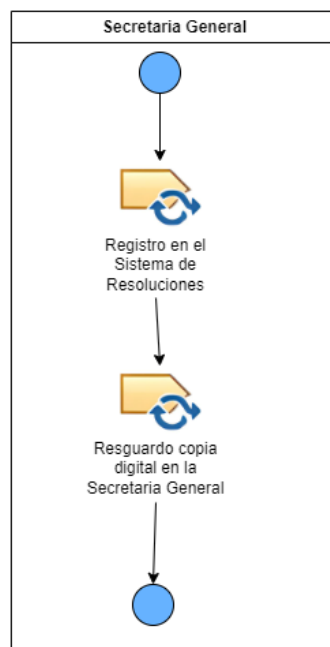 Secretaria General
Registro en el
Sistema de
Resoluciones
Resguardo copia
digital en la
Secretaria General